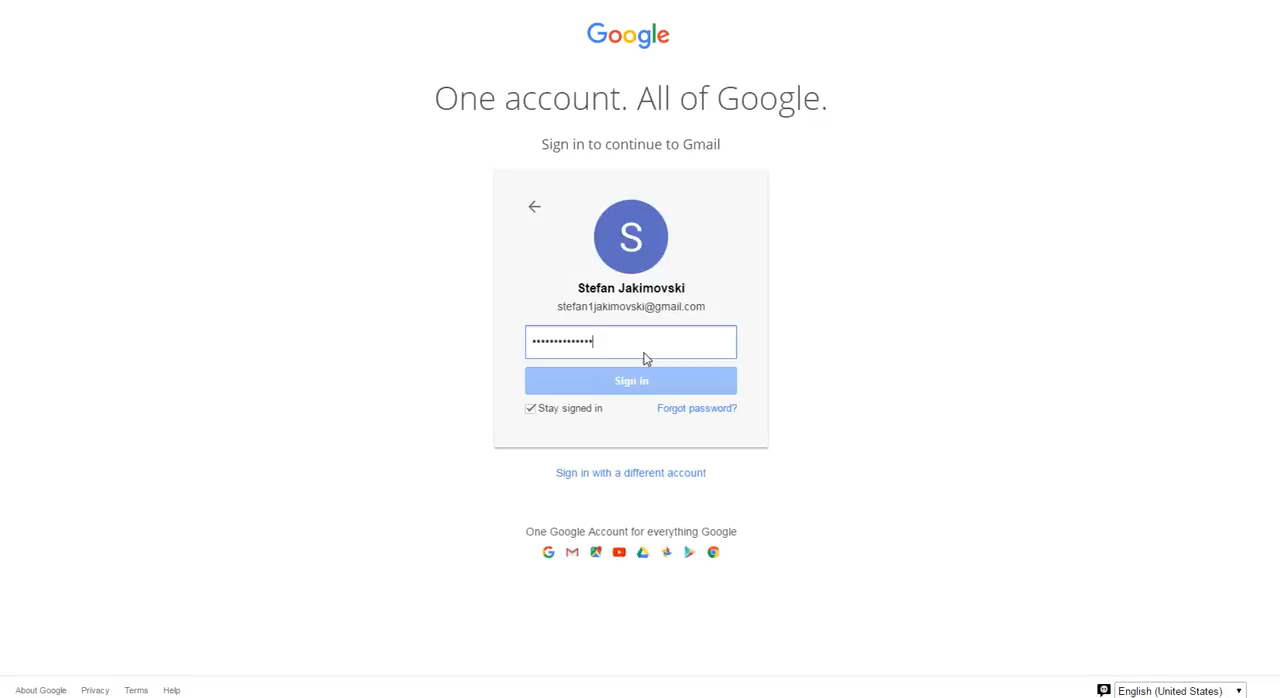 Google
One account. All of Google.
Sign in to continue to Gmail
S
Stefan Jakimovski
stefan1jakimovski@gmail.com
••••••••••••••
Sign in
Stay signed in
Forgot password?
Sign in with a different account
One Google Account for everything Google
About Google
Privacy
Terms
Help
English (United States)